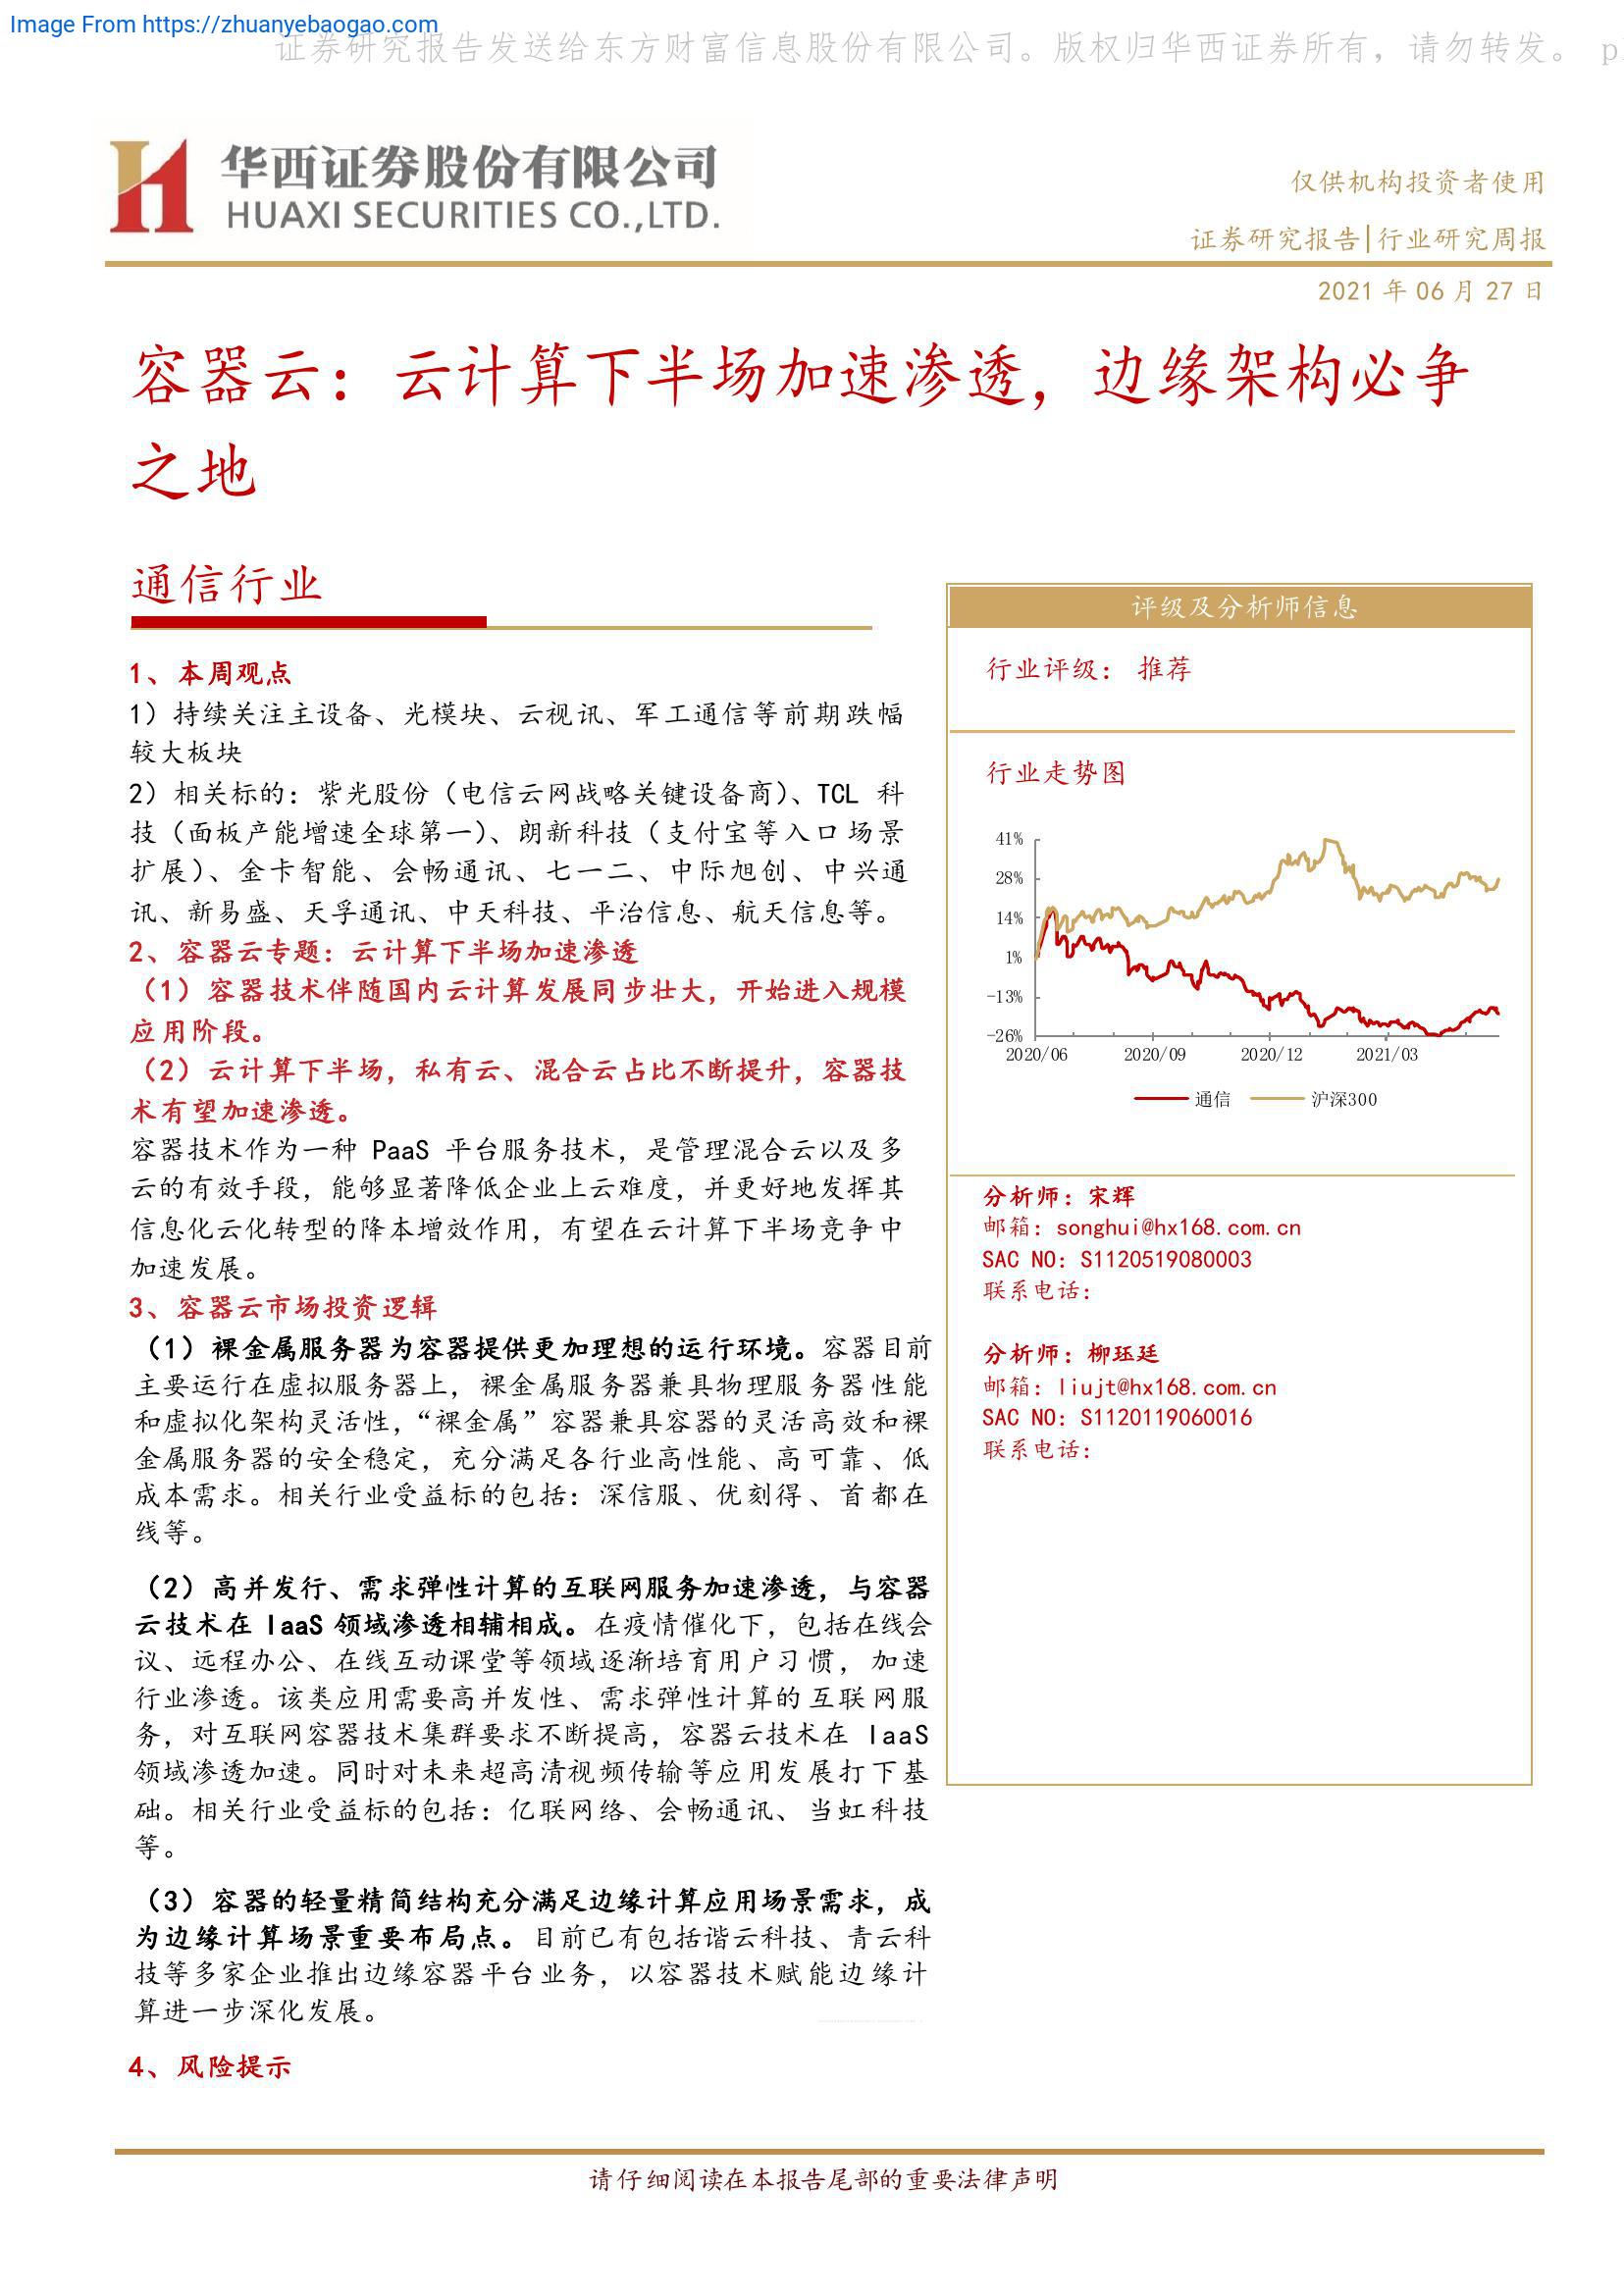 Image From https://zhuanyebaogao.com
证券研究报告发送给东方财富信息股份有限公司。版权归华西证券所有，请勿转发。 p
华西证券股份有限公司
HUAXI SECURITIES CO.,LTD.
仅供机构投资者使用
证券研究报告|行业研究周报
2021 年 06 月 27 日
容器云：云计算下半场加速渗透，边缘架构必争
之地
通信行业
1、本周观点
1）持续关注主设备、光模块、云视讯、军工通信等前期跌幅
较大板块
2）相关标的：紫光股份（电信云网战略关键设备商）、TCL 科
技（面板产能增速全球第一）、朗新科技（支付宝等入口场景
扩展）、金卡智能、会畅通讯、七一二、中际旭创、中兴通
讯、新易盛、天孚通讯、中天科技、平治信息、航天信息等。
2、容器云专题：云计算下半场加速渗透
（1）容器技术伴随国内云计算发展同步壮大，开始进入规模
应用阶段。
（2）云计算下半场，私有云、混合云占比不断提升，容器技
术有望加速渗透。
容器技术作为一种 PaaS 平台服务技术，是管理混合云以及多
云的有效手段，能够显著降低企业上云难度，并更好地发挥其
信息化云化转型的降本增效作用，有望在云计算下半场竞争中
加速发展。
3、容器云市场投资逻辑
（1）裸金属服务器为容器提供更加理想的运行环境。容器目前
主要运行在虚拟服务器上，裸金属服务器兼具物理服务器性能
和虚拟化架构灵活性，“裸金属”容器兼具容器的灵活高效和裸
金属服务器的安全稳定，充分满足各行业高性能、高可靠、低
成本需求。相关行业受益标的包括：深信服、优刻得、首都在
线等。
（2）高并发行、需求弹性计算的互联网服务加速渗透，与容器
云技术在 IaaS 领域渗透相辅相成。在疫情催化下，包括在线会
议、远程办公、在线互动课堂等领域逐渐培育用户习惯，加速
行业渗透。该类应用需要高并发性、需求弹性计算的互联网服
务，对互联网容器技术集群要求不断提高，容器云技术在 IaaS
领域渗透加速。同时对未来超高清视频传输等应用发展打下基
础。相关行业受益标的包括：亿联网络、会畅通讯、当虹科技
等。
（3）容器的轻量精简结构充分满足边缘计算应用场景需求，成
为边缘计算场景重要布局点。目前已有包括谐云科技、青云科
技等多家企业推出边缘容器平台业务，以容器技术赋能边缘计
算进一步深化发展。
4、风险提示
评级及分析师信息
行业评级： 推荐
行业走势图
41%
28%
14%
1%
-13%
-26%
2020/06 2020/09 2020/12 2021/03
通信 沪深300
分析师：宋辉
邮箱：songhui@hx168.com.cn
SAC NO：S1120519080003
联系电话：
分析师：柳珏廷
邮箱：liujt@hx168.com.cn
SAC NO：S1120119060016
联系电话：
请仔细阅读在本报告尾部的重要法律声明